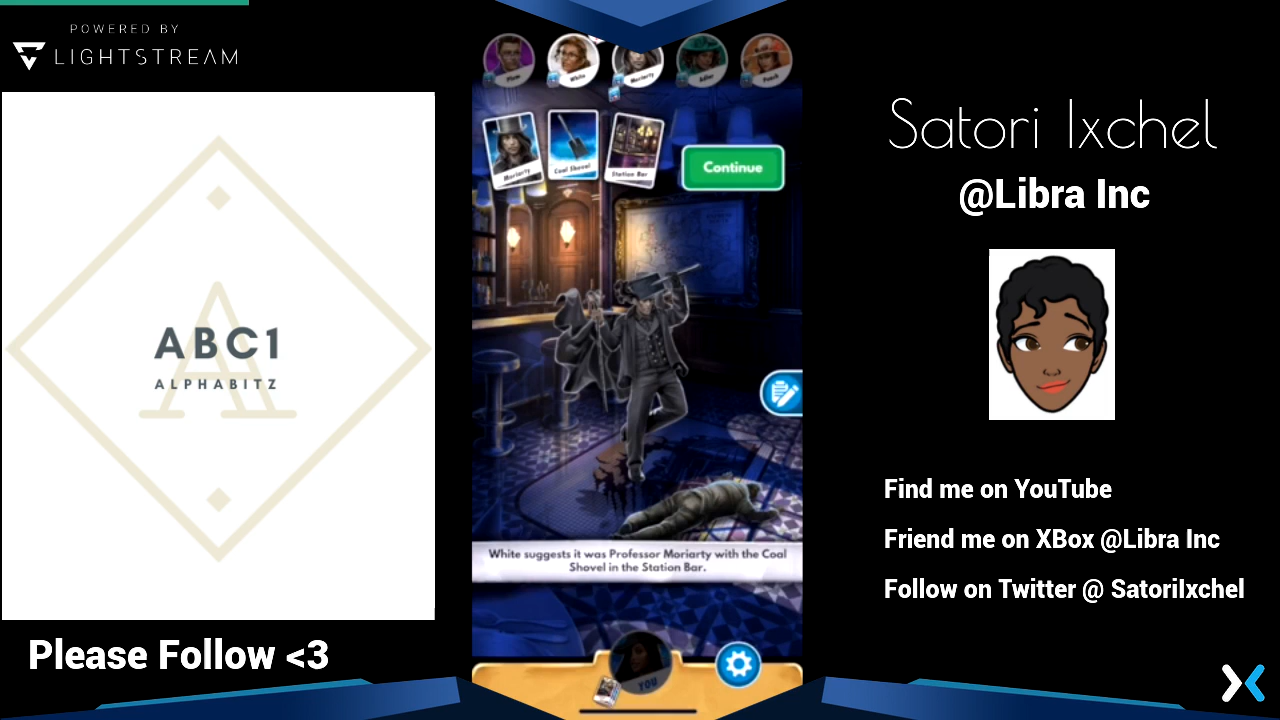 POWERED BY
LIGHTSTREAM
ABC1
ALPHABITZ
Please Follow <3
Plum
White
Moriarty
Adler
Peach
Moriarty
Coal Shovel
Station Bar
Continue
White suggests it was Professor Moriarty with the Coal
Shovel in the Station Bar.
YOU
Satori Ixchel
@Libra Inc
Find me on YouTube
Friend me on XBox @Libra Inc
Follow on Twitter @ SatoriIxchel